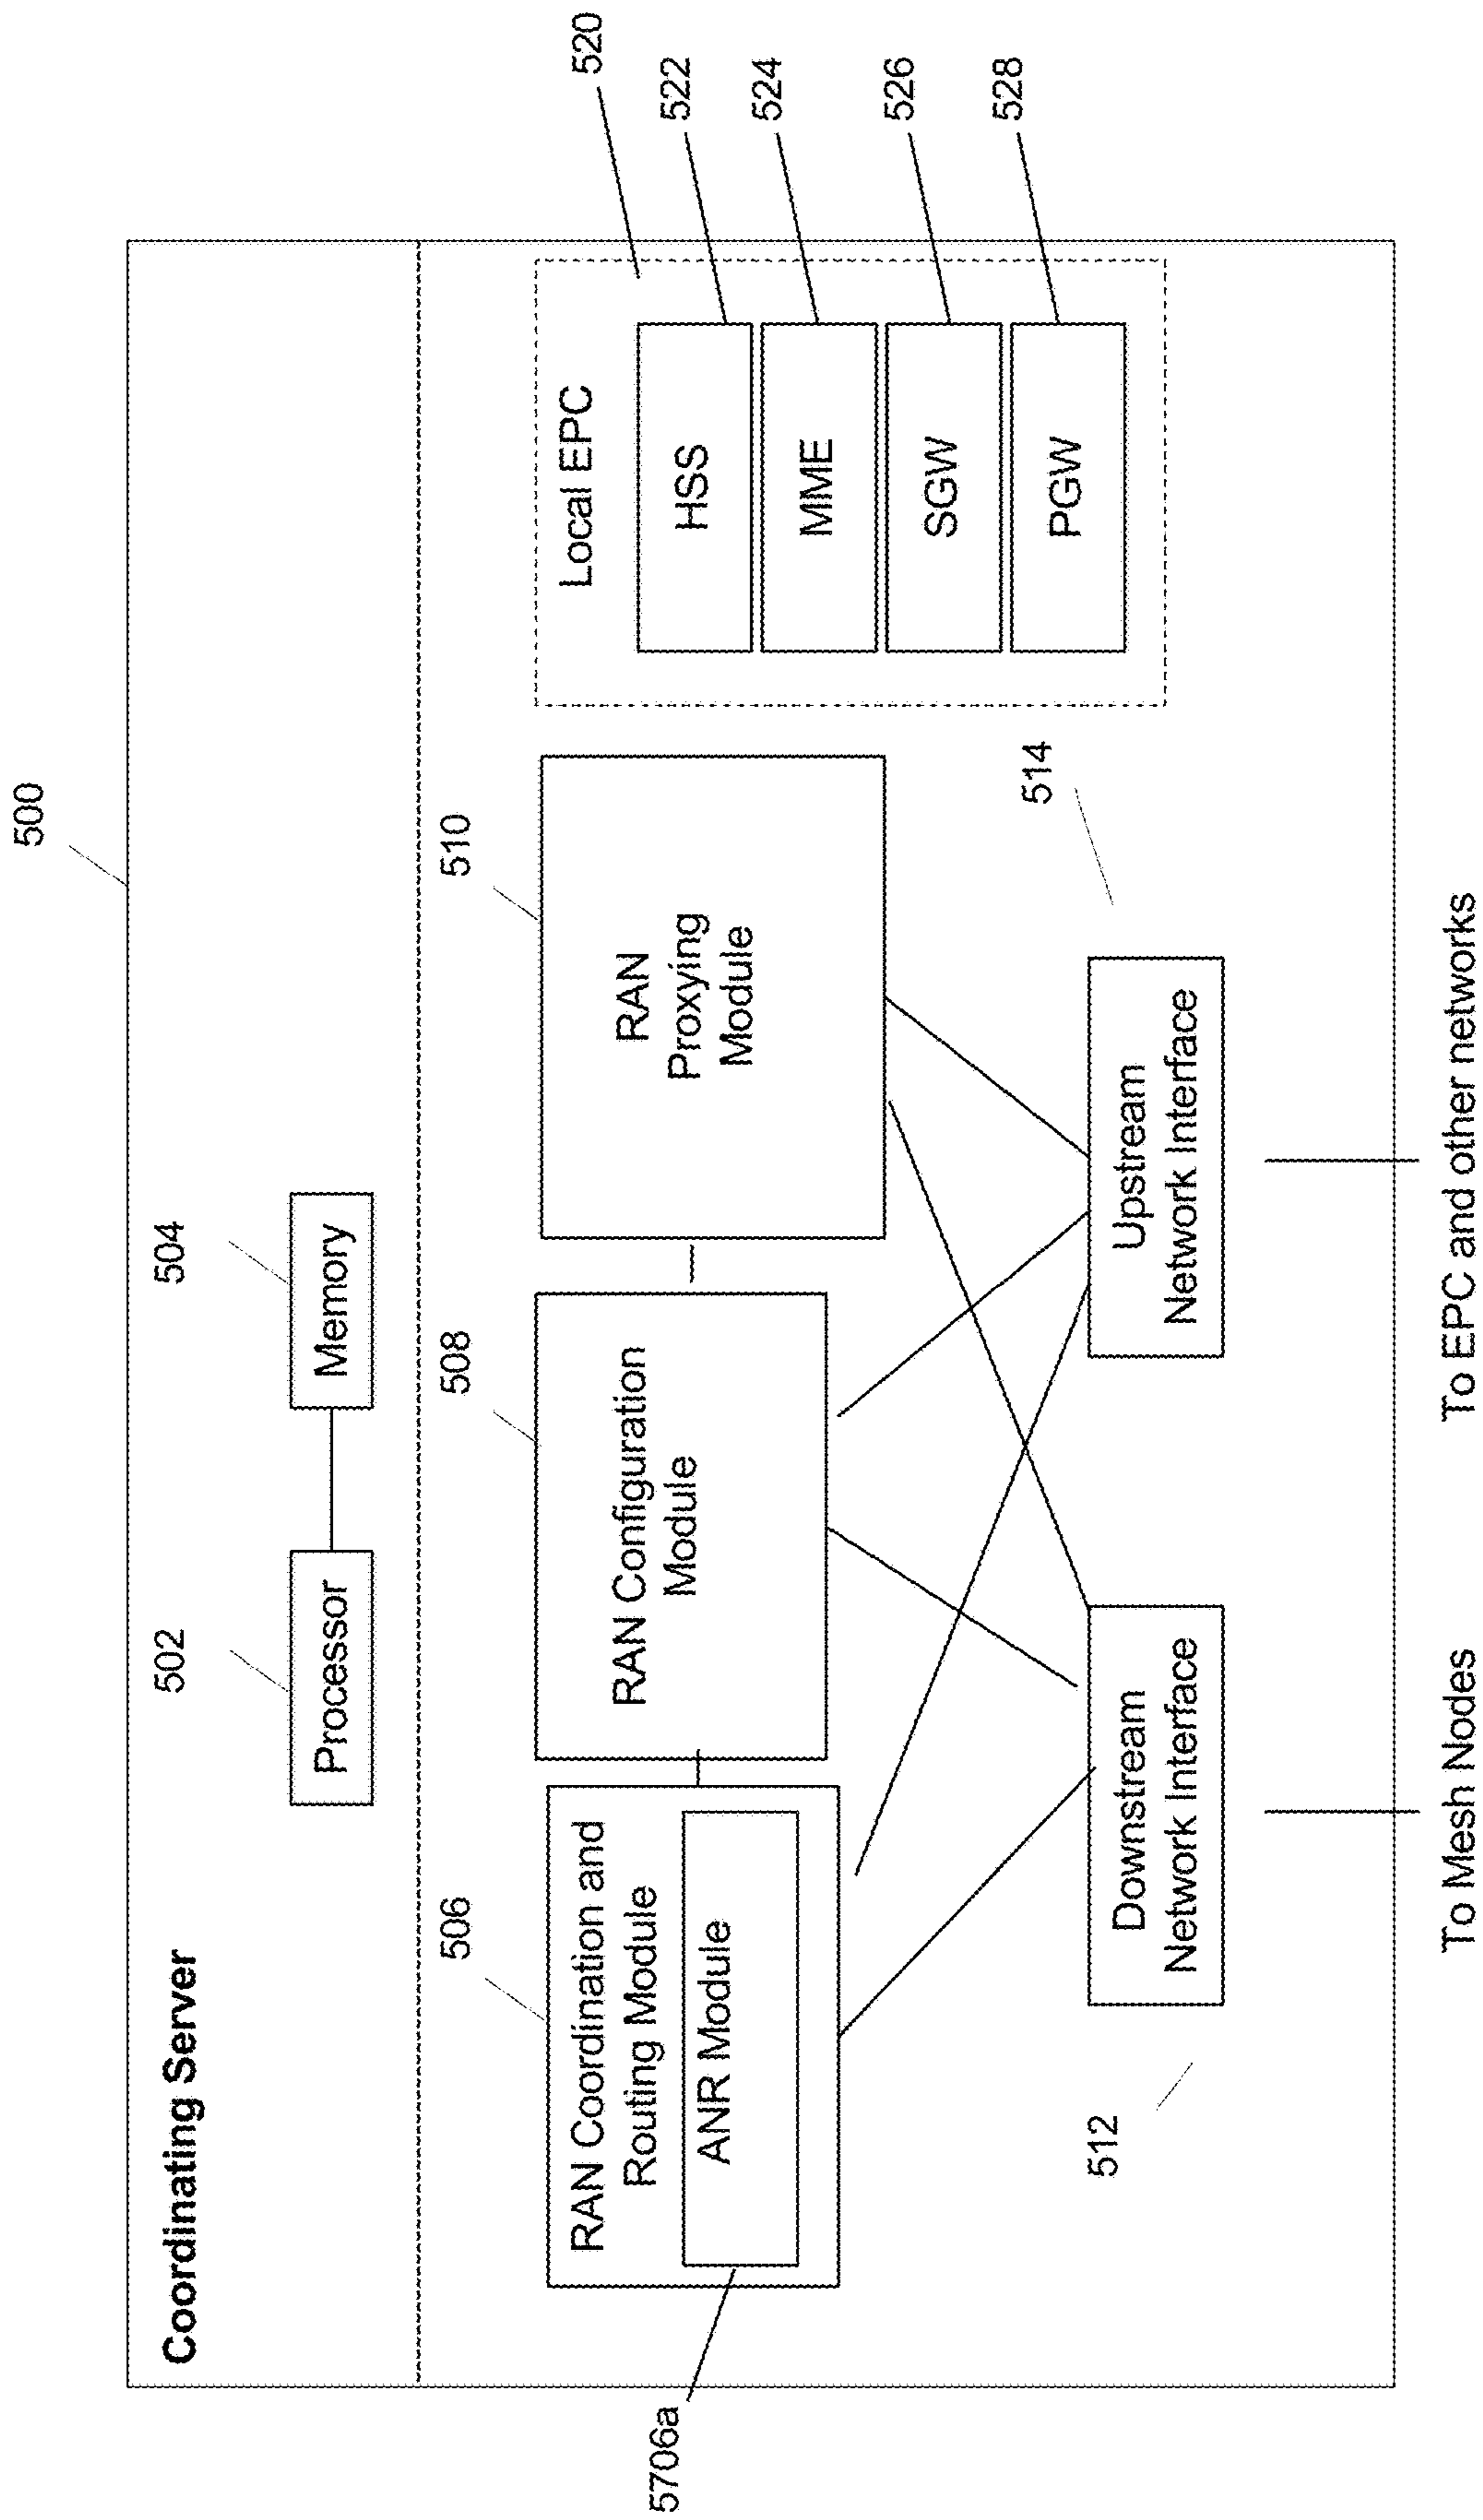 500
Coordinating Server
502
504
Processor
Memory
506
508
510
520
522
524
526
528
RAN Coordination and
Routing Module
ANR Module
5706a
RAN Configuration
Module
RAN
Proxying
Module
Local EPC
HSS
MME
SGW
PGW
512
514
Downstream
Network Interface
Upstream
Network Interface
To Mesh Nodes
To EPC and other networks